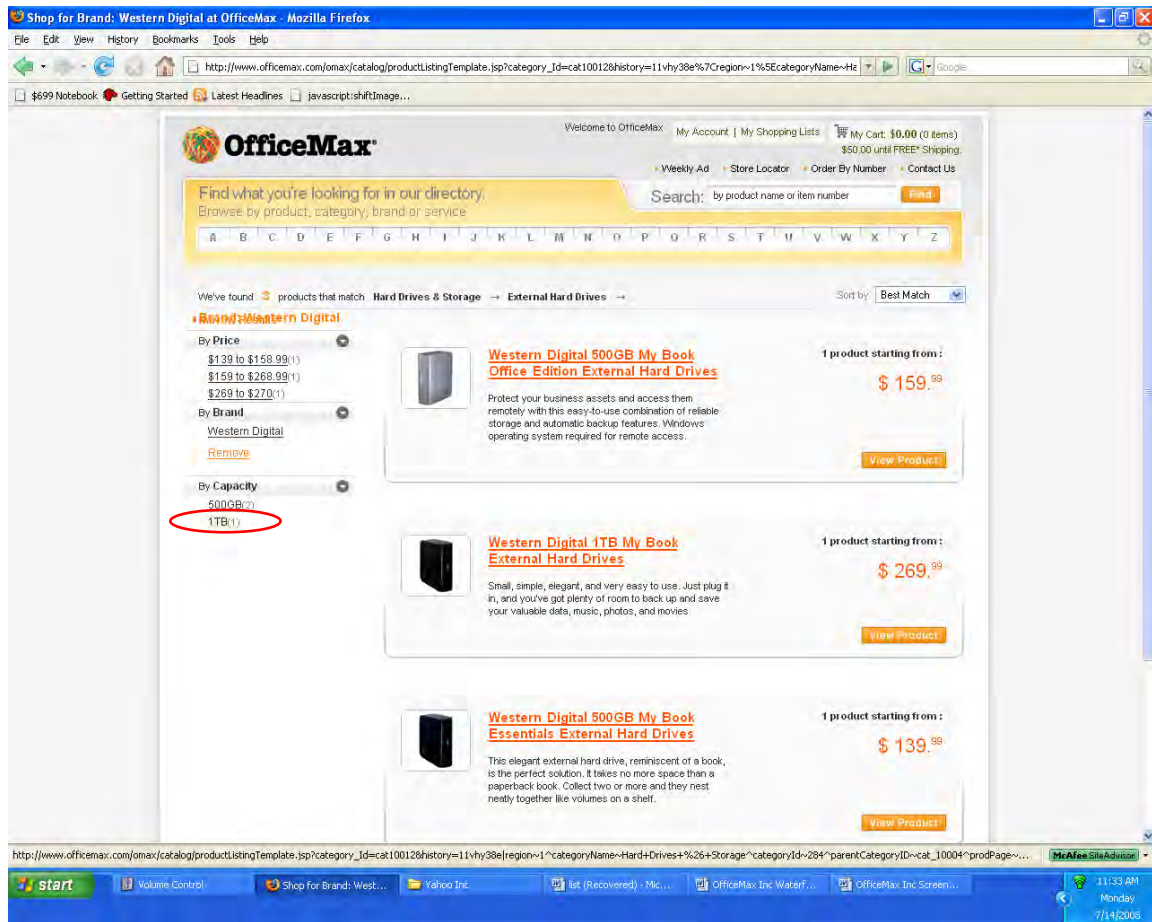 Shop for Brand: Western Digital at OfficeMax - Mozilla Firefox
File Edit View History Bookmarks Tools Help
http://www.officemax.com/omax/catalog/productListingTemplate.jsp?category_Id=cat10012&history=11vhy38e%7Cregion~1%5EcategoryName~Ha
Google
$699 Notebook Getting Started Latest Headlines javascript:shiftImage...
OfficeMax
Welcome to OfficeMax My Account | My Shopping Lists My Cart: $0.00 (0 items)
$50.00 until FREE* Shipping.
Weekly Ad Store Locator Order By Number Contact Us
Find what you're looking for in our directory.
Browse by product, category, brand or service
Search: by product name or item number Find
A B C D E F G H I J K L M N O P Q R S T U V W X Y Z
We've found 3 products that match Hard Drives & Storage → External Hard Drives →
Sort by Best Match
Brand: Western Digital
By Price
$139 to $158.99(1)
$159 to $268.99(1)
$269 to $270(1)
By Brand
Western Digital
Remove
By Capacity
500GB(2)
1TB(1)
Western Digital 500GB My Book
Office Edition External Hard Drives
Protect your business assets and access them
remotely with this easy-to-use combination of reliable
storage and automatic backup features. Windows
operating system required for remote access.
1 product starting from :
$ 159.99
View Product
Western Digital 1TB My Book
External Hard Drives
Small, simple, elegant, and very easy to use. Just plug it
in, and you've got plenty of room to back up and save
your valuable data, music, photos, and movies
1 product starting from :
$ 269.99
View Product
Western Digital 500GB My Book
Essentials External Hard Drives
This elegant external hard drive, reminiscent of a book,
is the perfect solution. It takes no more space than a
paperback book. Collect two or more and they nest
neatly together like volumes on a shelf.
1 product starting from :
$ 139.99
View Product
http://www.officemax.com/omax/catalog/productListingTemplate.jsp?category_Id=cat10012&history=11vhy38e|region~1^categoryName~Hard+Drives+%26+Storage^categoryId~284^parentCategoryID~cat_10004^prodPage~...
McAfee SiteAdvisor
start
Volume Control
Shop for Brand: West...
Yahoo Inc
list (Recovered) - Mic...
OfficeMax Inc Waterf...
OfficeMax Inc Screen...
11:33 AM
Monday
7/14/2008